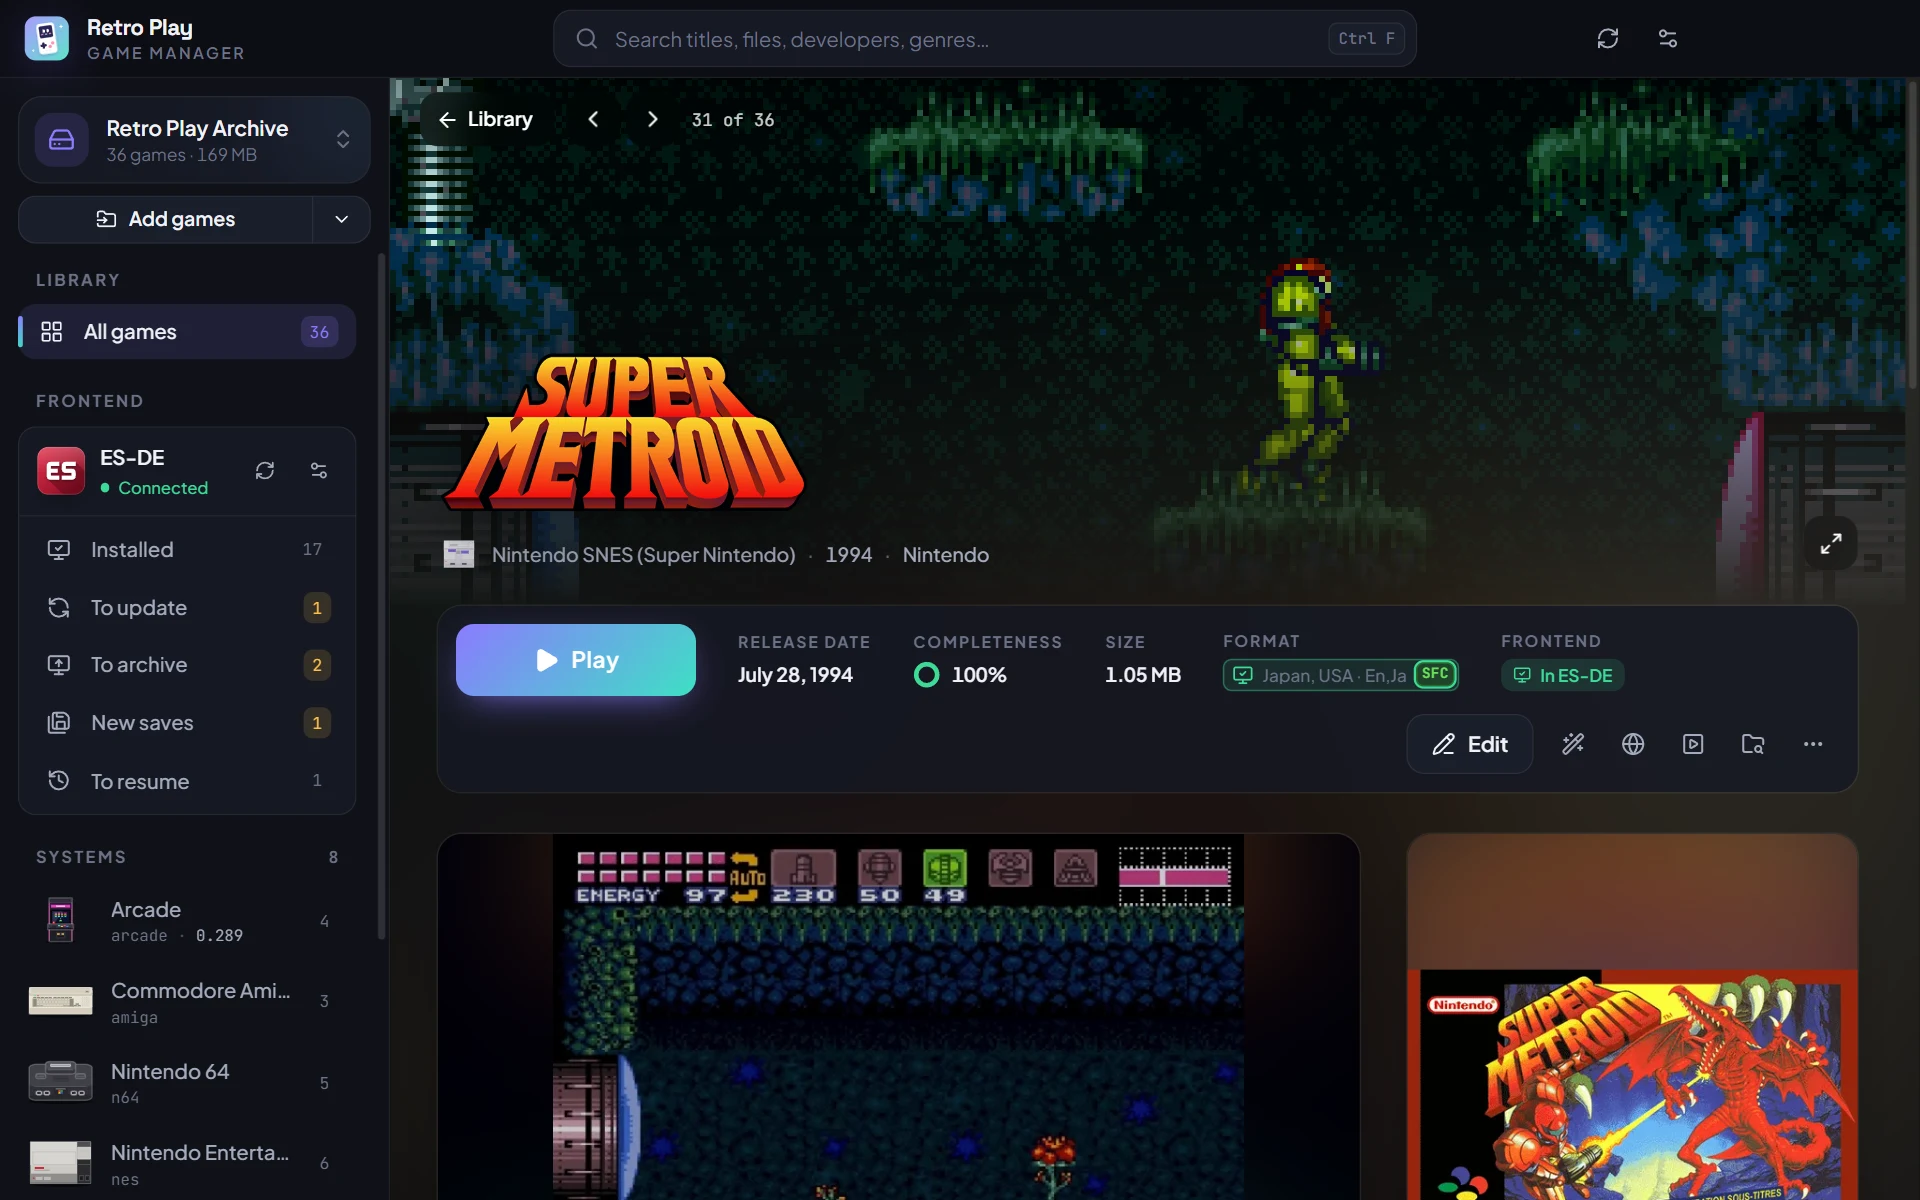 Retro Play
GAME MANAGER
Search titles, files, developers, genres...
Ctrl F
Retro Play Archive
36 games · 169 MB
Add games
LIBRARY
All games
36
FRONTEND
ES
ES-DE
Connected
Installed
17
To update
1
To archive
2
New saves
1
To resume
1
SYSTEMS
8
Arcade
arcade · 0.289
4
Commodore Ami...
amiga
3
Nintendo 64
n64
5
Nintendo Enterta...
nes
6
Library
31 of 36
SUPER
METROID
Nintendo SNES (Super Nintendo) · 1994 · Nintendo
Play
RELEASE DATE
July 28, 1994
COMPLETENESS
100%
SIZE
1.05 MB
FORMAT
Japan, USA · En,Ja
SFC
FRONTEND
In ES-DE
Edit
AUTO
ENERGY 97 230 50 49
Nintendo
SUPER
METROID
SOUS-TITRES